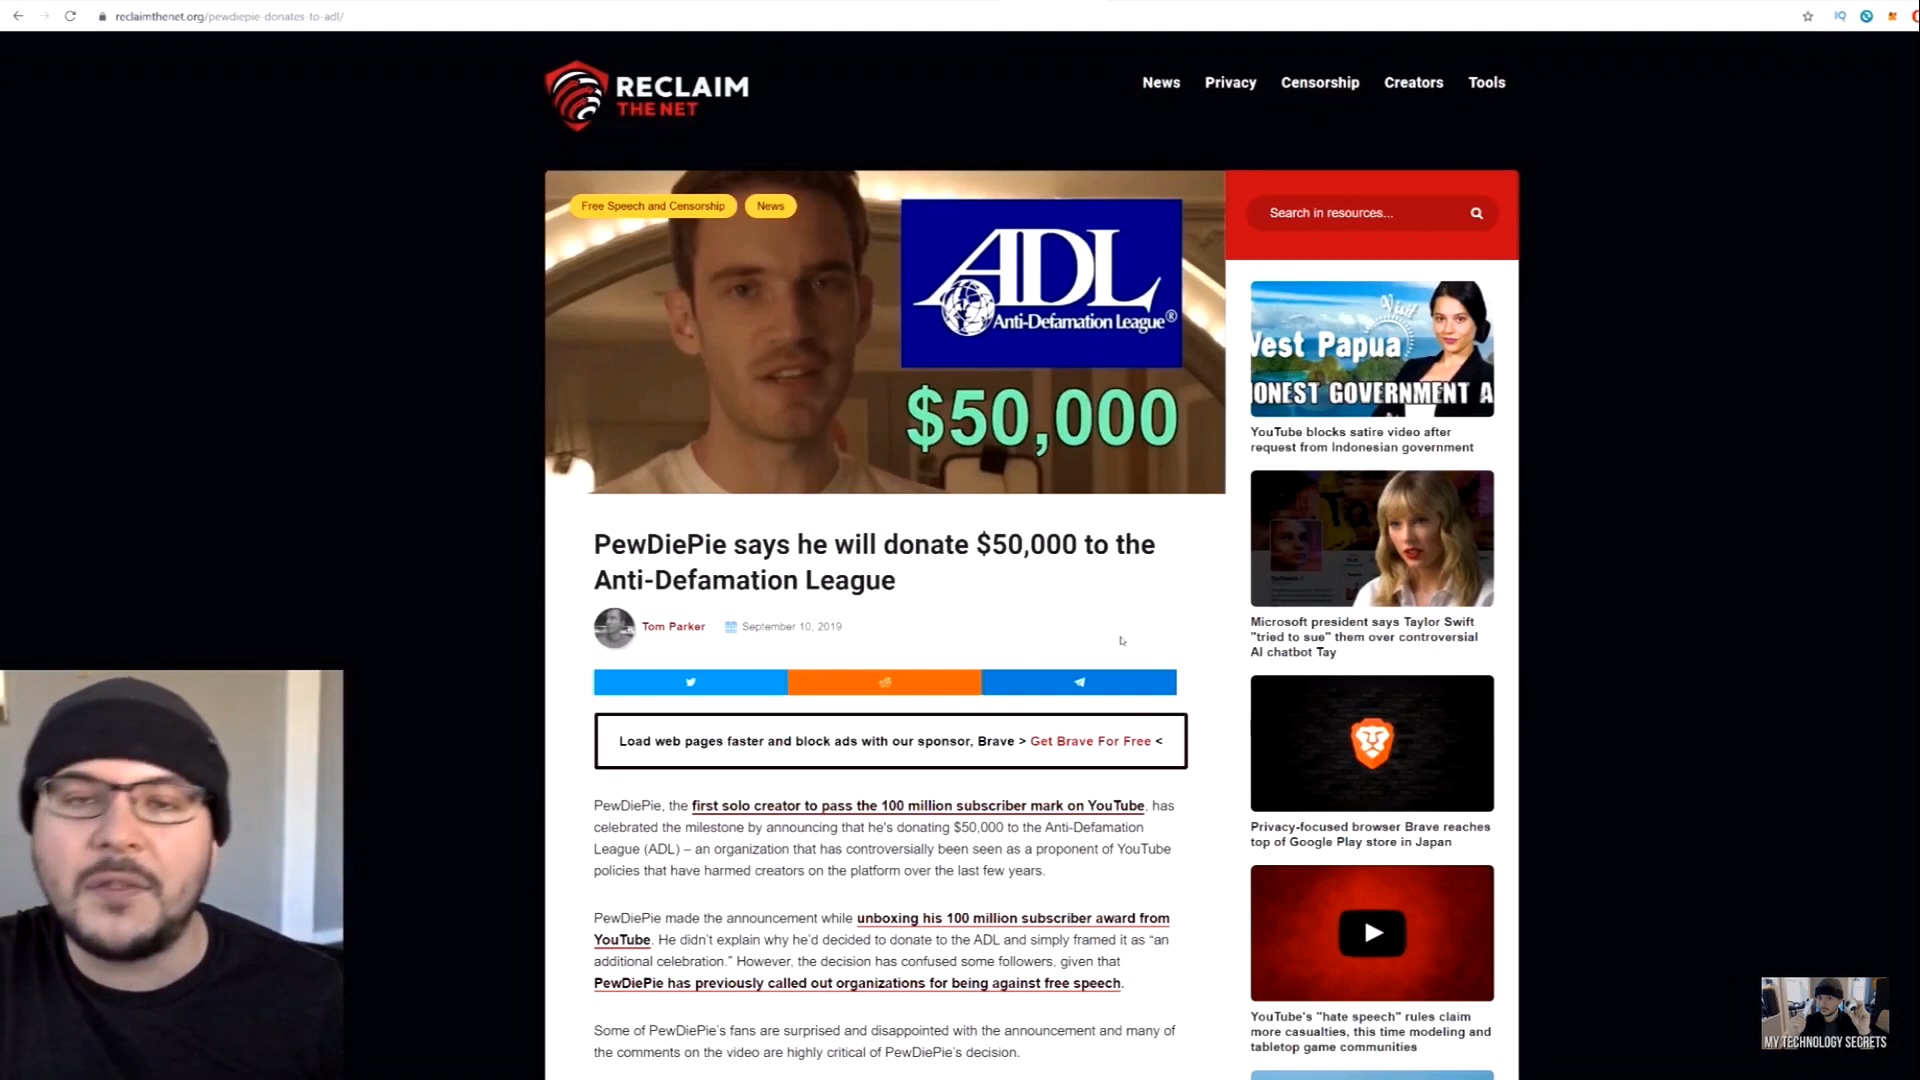 reclaimthenet.org/pewdiepie-donates-to-adl/
RECLAIM
THE NET
News
Privacy
Censorship
Creators
Tools
Free Speech and Censorship
News
ADL
Anti-Defamation League®
$50,000
Search in resources...
Visit
West Papua
HONEST GOVERNMENT A
YouTube blocks satire video after
request from Indonesian government
PewDiePie says he will donate $50,000 to the
Anti-Defamation League
Tom Parker
September 10, 2019
Microsoft president says Taylor Swift
"tried to sue" them over controversial
AI chatbot Tay
Load web pages faster and block ads with our sponsor, Brave > Get Brave For Free <
PewDiePie, the first solo creator to pass the 100 million subscriber mark on YouTube, has
celebrated the milestone by announcing that he's donating $50,000 to the Anti-Defamation
League (ADL) – an organization that has controversially been seen as a proponent of YouTube
policies that have harmed creators on the platform over the last few years.
Privacy-focused browser Brave reaches
top of Google Play store in Japan
PewDiePie made the announcement while unboxing his 100 million subscriber award from
YouTube. He didn't explain why he'd decided to donate to the ADL and simply framed it as “an
additional celebration.” However, the decision has confused some followers, given that
PewDiePie has previously called out organizations for being against free speech.
YouTube's "hate speech" rules claim
more casualties, this time modeling and
tabletop game communities
Some of PewDiePie's fans are surprised and disappointed with the announcement and many of
the comments on the video are highly critical of PewDiePie's decision.
MY TECHNOLOGY SECRETS